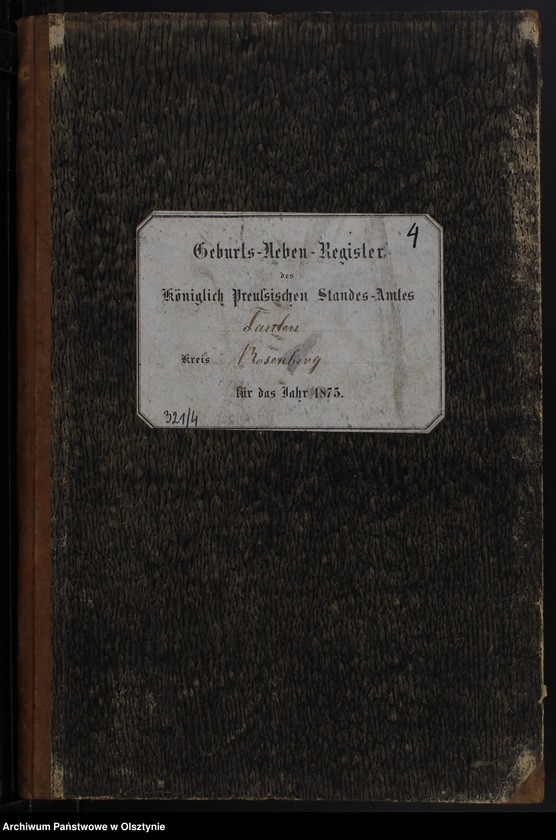 4
Geburts-Neben-Register
des
Königlich Preußischen Standes-Amtes
Kreis Rosenberg
für das Jahr 1875.
321/4
Archiwum Państwowe w Olsztynie